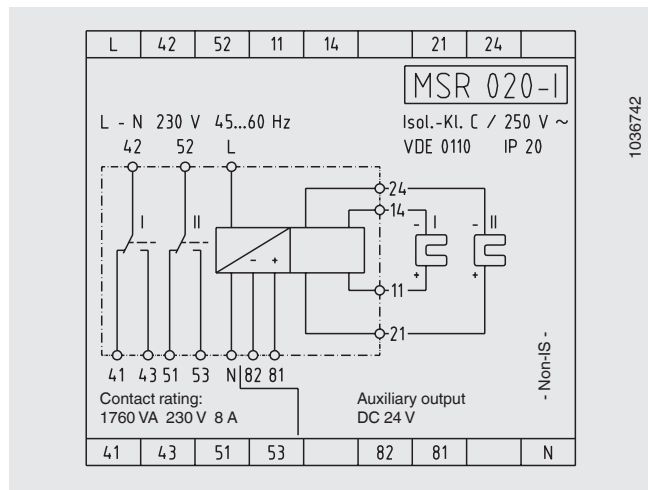 L 42 52 11 14 21 24
MSR 020-I
L - N 230 V 45...60 Hz
Isol.-Kl. C / 250 V ~
VDE 0110 IP 20
42 52 L
24
14
I II
- I - II
- +
+ +
11
21
41 43 51 53 N 82 81
Contact rating:
1760 VA 230 V 8 A
Auxiliary output
DC 24 V
- Non-IS -
41 43 51 53 82 81 N
1036742